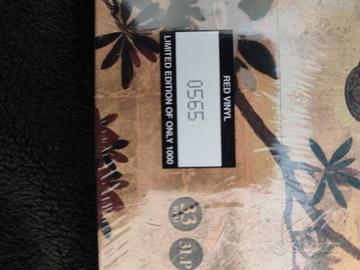 RED VINYL
0565
LIMITED EDITION OF ONLY 1000
33
3LP